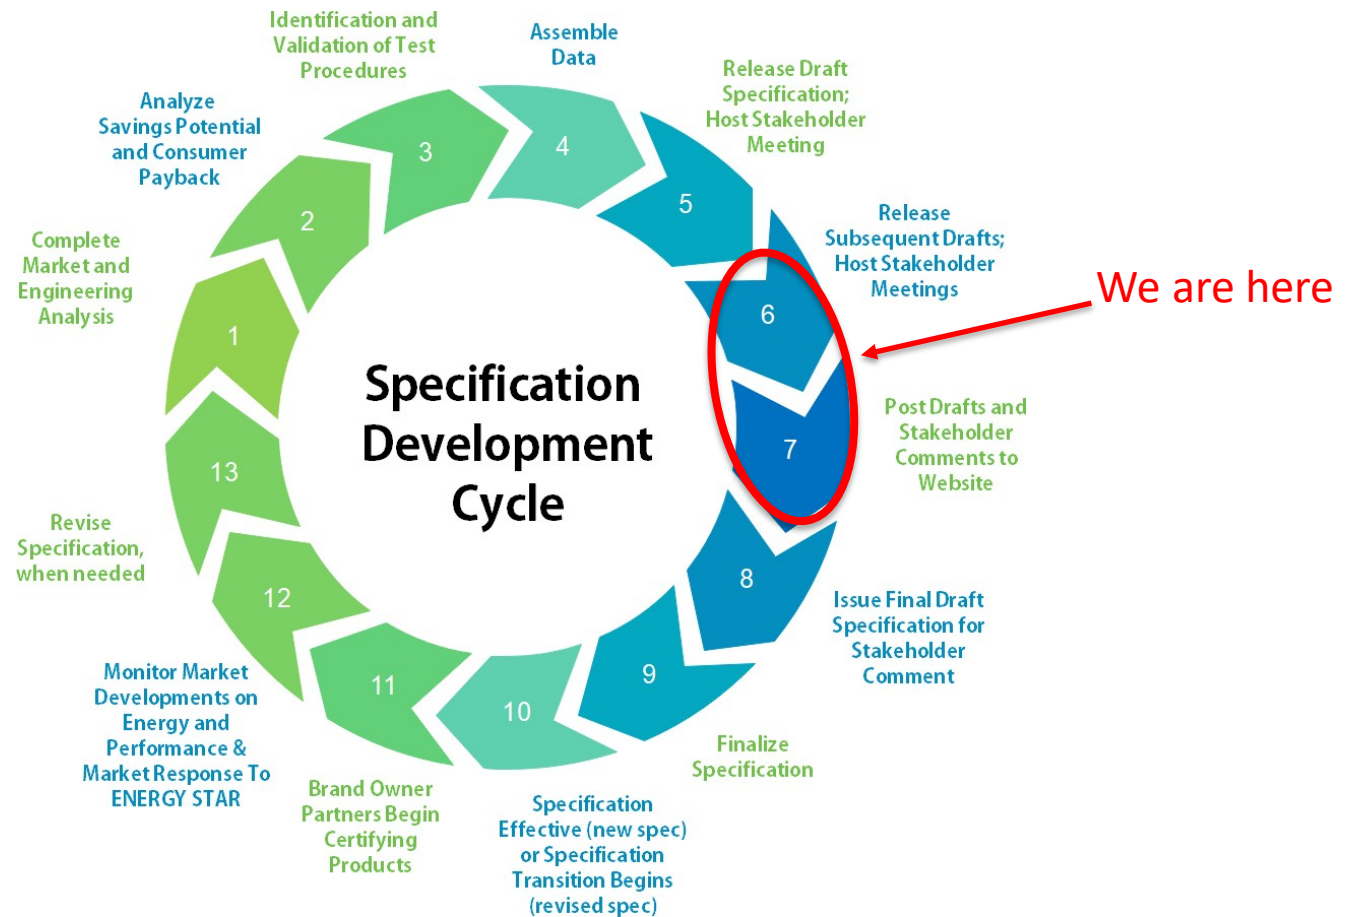 Identification and
Validation of Test
Procedures
Assemble
Data
Release Draft
Specification;
Host Stakeholder
Meeting
Analyze
Savings Potential
and Consumer
Payback
Release
Subsequent Drafts;
Host Stakeholder
Meetings
Complete
Market and
Engineering
Analysis
We are here
1
2
3
4
5
6
7
8
9
10
11
12
13
Specification
Development
Cycle
Post Drafts and
Stakeholder
Comments to
Website
Revise
Specification,
when needed
Issue Final Draft
Specification for
Stakeholder
Comment
Monitor Market
Developments on
Energy and
Performance &
Market Response To
ENERGY STAR
Finalize
Specification
Brand Owner
Partners Begin
Certifying
Products
Specification
Effective (new spec)
or Specification
Transition Begins
(revised spec)